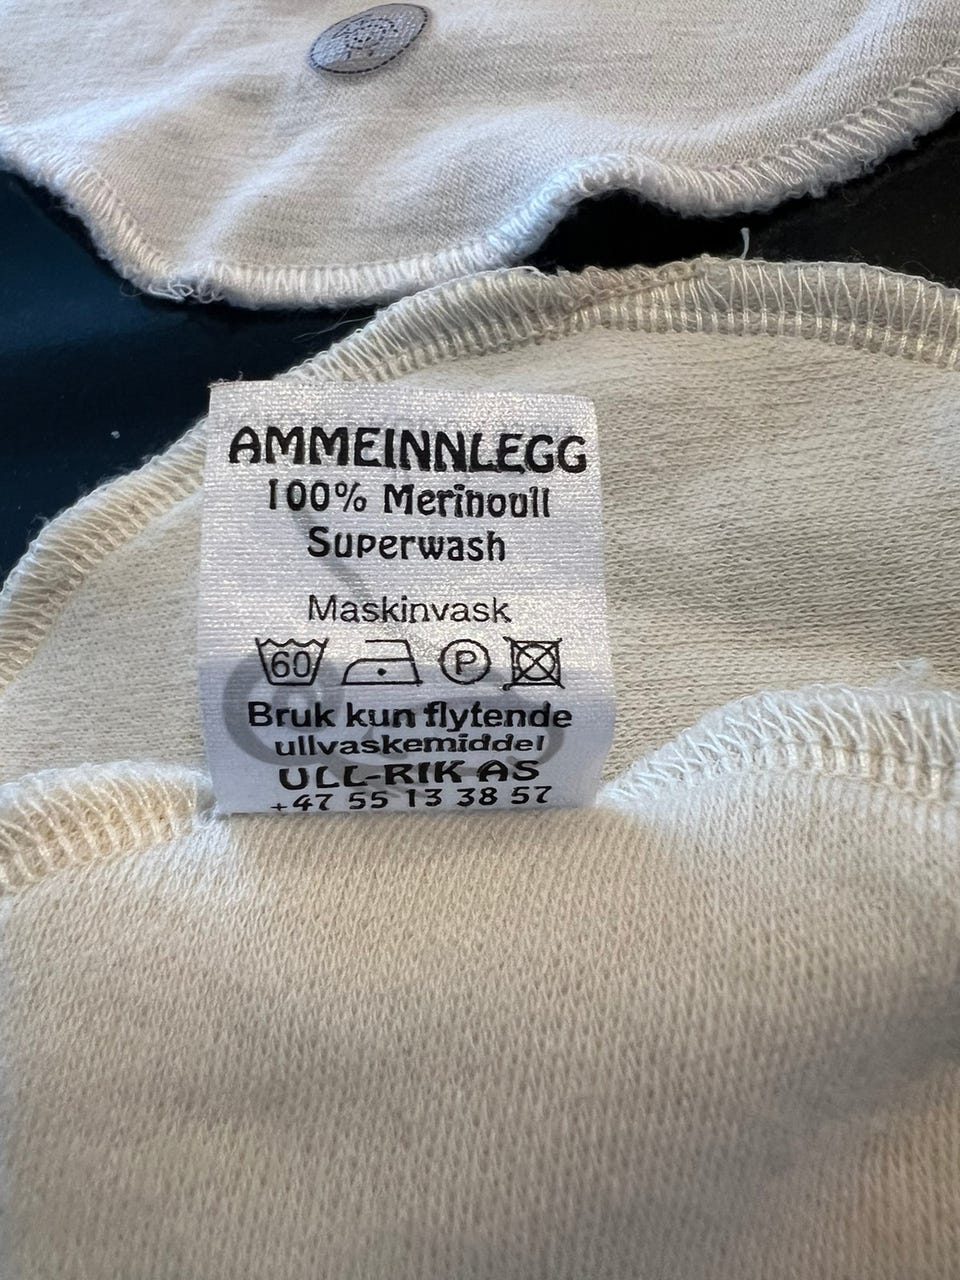 AMMEINNLEGG
100% Merinoull
Superwash
Maskinvask
60 P
Bruk kun flytende
ullvaskemiddel
ULL-RIK AS
+47 55 13 38 57